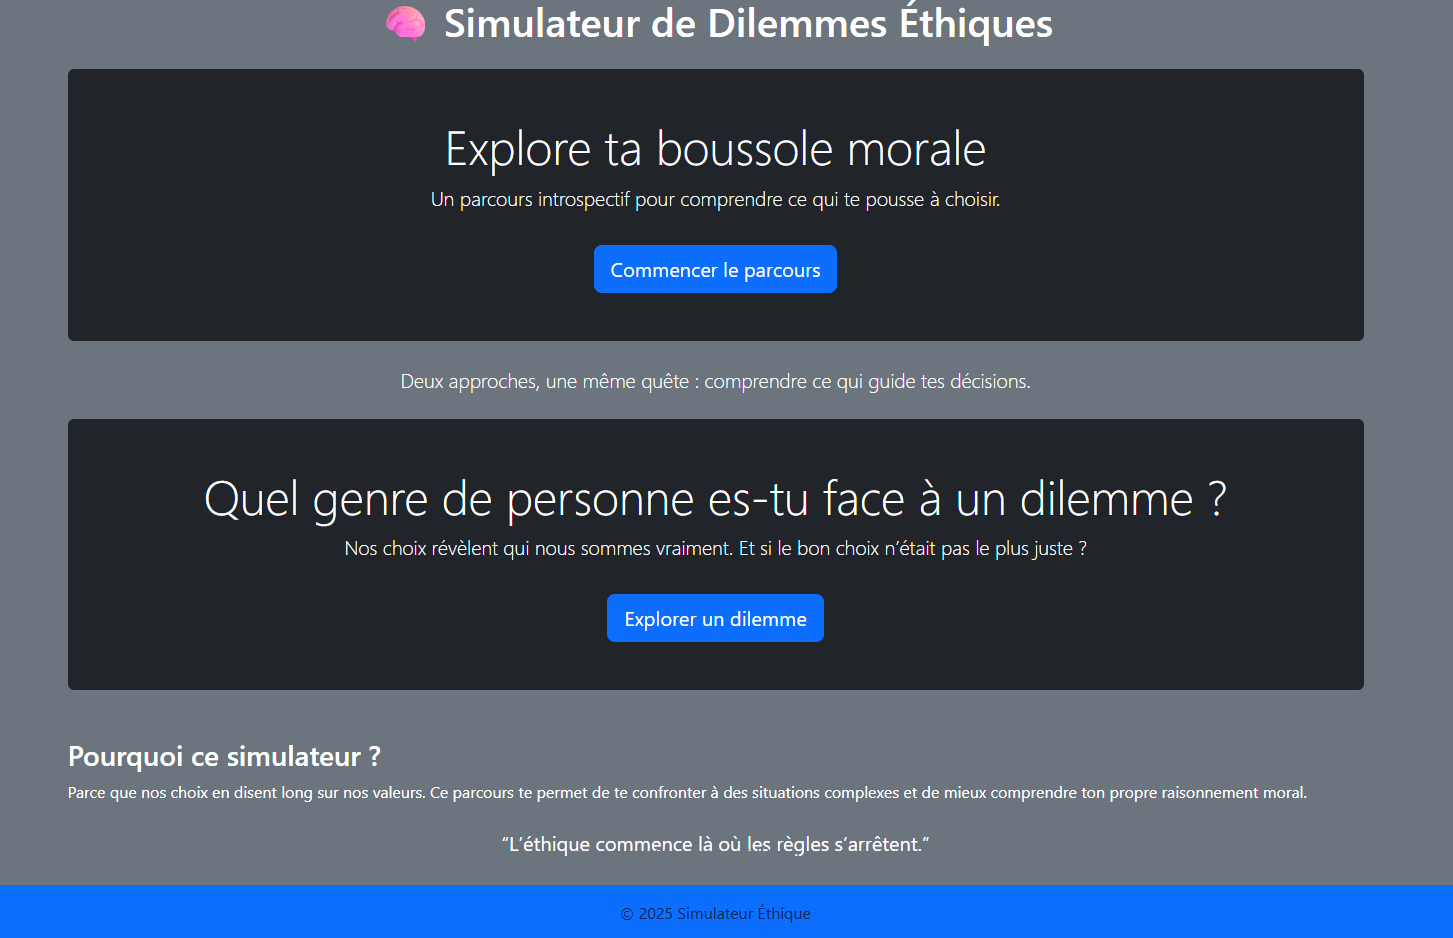 🧠 Simulateur de Dilemmes Éthiques
Explore ta boussole morale
Un parcours introspectif pour comprendre ce qui te pousse à choisir.
Commencer le parcours
Deux approches, une même quête : comprendre ce qui guide tes décisions.
Quel genre de personne es-tu face à un dilemme ?
Nos choix révèlent qui nous sommes vraiment. Et si le bon choix n’était pas le plus juste ?
Explorer un dilemme
Pourquoi ce simulateur ?
Parce que nos choix en disent long sur nos valeurs. Ce parcours te permet de te confronter à des situations complexes et de mieux comprendre ton propre raisonnement moral.
“L’éthique commence là où les règles s’arrêtent.”
© 2025 Simulateur Éthique